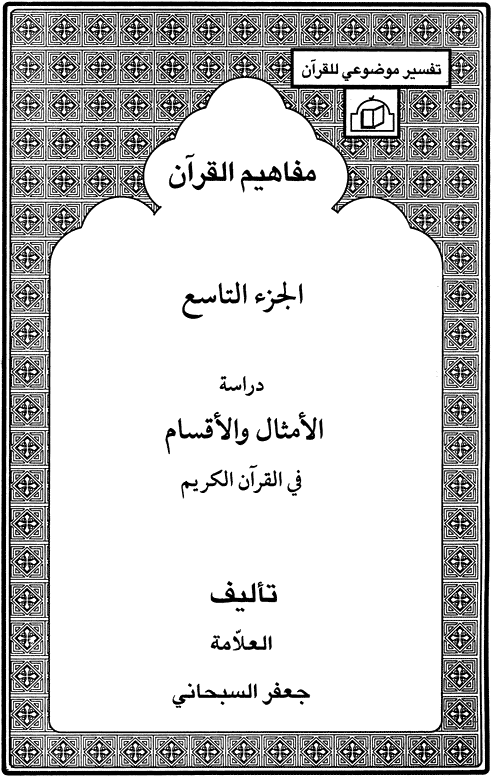 تفسير موضوعي للقرآن
مفاهيم القرآن
الجزء التاسع
دراسة
الأمثال والأقسام
في القرآن الكريم
تأليف
العلاّمة
جعفر السبحاني